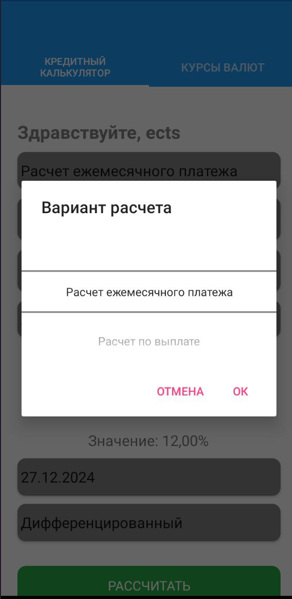 КРЕДИТНЫЙ
КАЛЬКУЛЯТОР
КУРСЫ ВАЛЮТ
Здравствуйте, ects
Расчет ежемесячного платежа
Вариант расчета
Расчет ежемесячного платежа
Расчет по выплате
ОТМЕНА
ОК
Значение: 12,00%
27.12.2024
Дифференцированный
РАССЧИТАТЬ